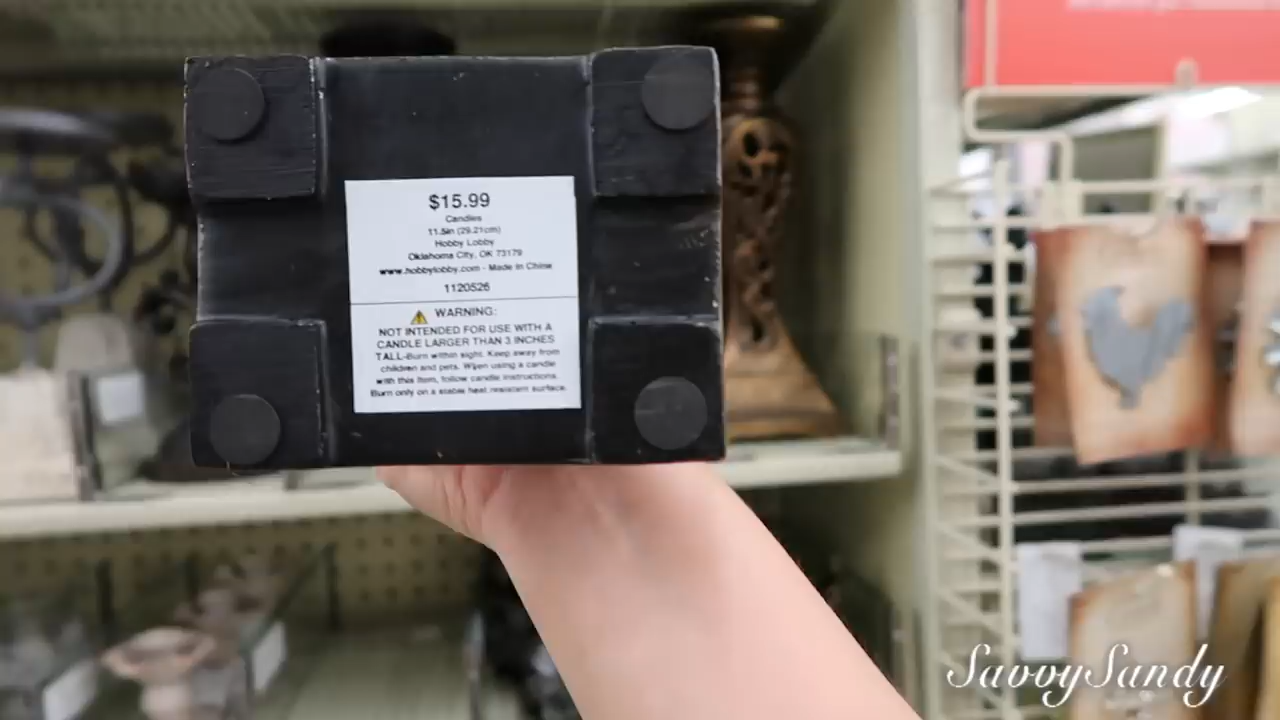 $15.99
Candles
11.5in (29.21cm)
Hobby Lobby
Oklahoma City, OK 73179
www.hobbylobby.com - Made in China
1120526
WARNING:
NOT INTENDED FOR USE WITH A
CANDLE LARGER THAN 3 INCHES
TALL-Burn within sight. Keep away from
children and pets. When using a candle
with this item, follow candle instructions.
Burn only on a stable heat resistant surface.
SavvySandy